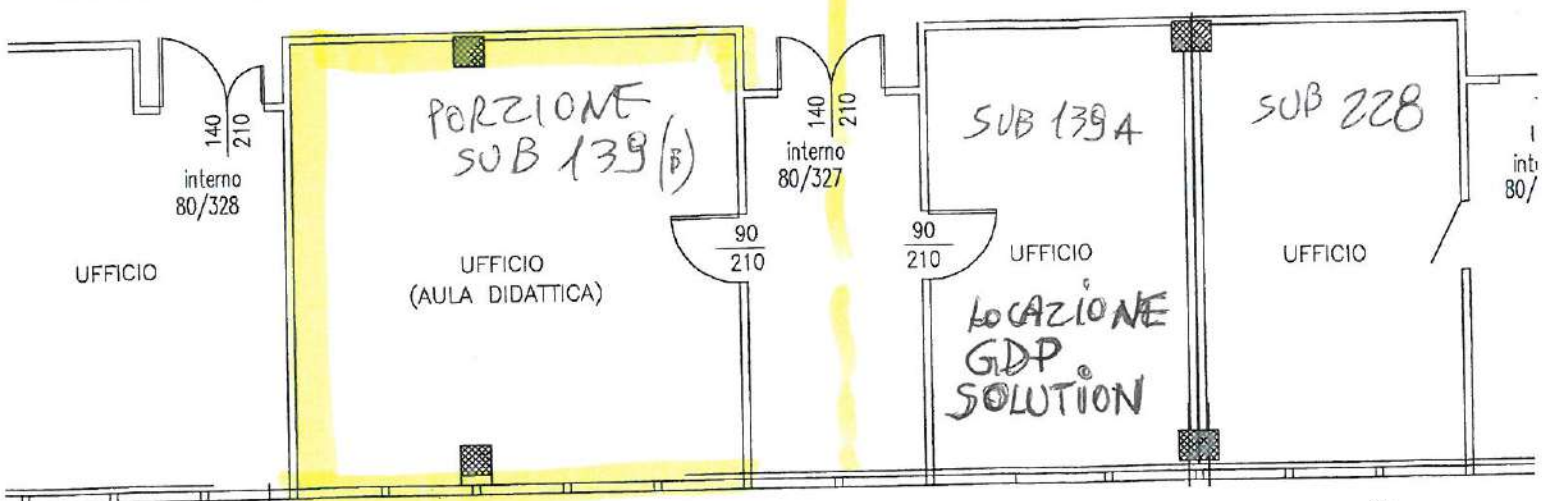 140
210
interno
80/328
UFFICIO
PORZIONE
SUB 139 (B)
UFFICIO
(AULA DIDATTICA)
90
210
140
210
interno
80/327
90
210
SUB 139 A
UFFICIO
LOCAZIONE
GDP
SOLUTION
SUB 228
UFFICIO
80/